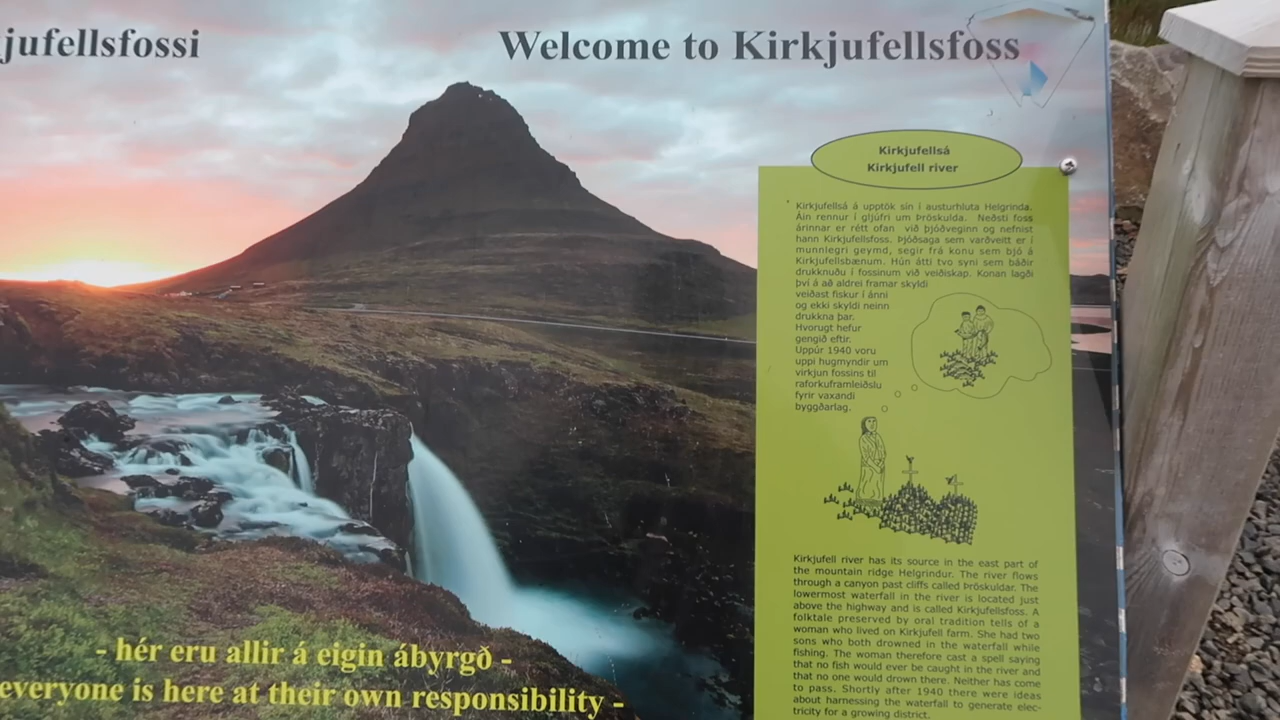 jufellsfossi
Welcome to Kirkjufellsfoss
Kirkjufellsá
Kirkjufell river
Kirkjufellsá á upptök sín í austurhluta Helgrinda.
Áin rennur í gljúfri um Þröskulda. Neðsti foss
árinnar er rétt ofan við þjóðveginn og nefnist
hann Kirkjufellsfoss. Þjóðsaga sem varðveitt er í
munnlegri geymd, segir frá konu sem bjó á
Kirkjufellsbænum. Hún átti tvo syni sem báðir
drukknuðu í fossinum við veiðiskap. Konan lagði
því á að aldrei framar skyldi
veiðast fiskur í ánni
og ekki skyldi neinn
drukkna þar.
Hvorugt hefur
gengið eftir.
Uppúr 1940 voru
uppi hugmyndir um
virkjun fossins til
raforkuframleiðslu
fyrir vaxandi
byggðarlag.
Kirkjufell river has its source in the east part of
the mountain ridge Helgrindur. The river flows
through a canyon past cliffs called Þröskuldar. The
lowermost waterfall in the river is located just
above the highway and is called Kirkjufellsfoss. A
folktale preserved by oral tradition tells of a
woman who lived on Kirkjufell farm. She had two
sons who both drowned in the waterfall while
fishing. The woman therefore cast a spell saying
that no fish would ever be caught in the river and
that no one would drown there. Neither has come
to pass. Shortly after 1940 there were ideas
about harnessing the waterfall to generate elec-
tricity for a growing district.
- hér eru allir á eigin ábyrgð -
everyone is here at their own responsibility -